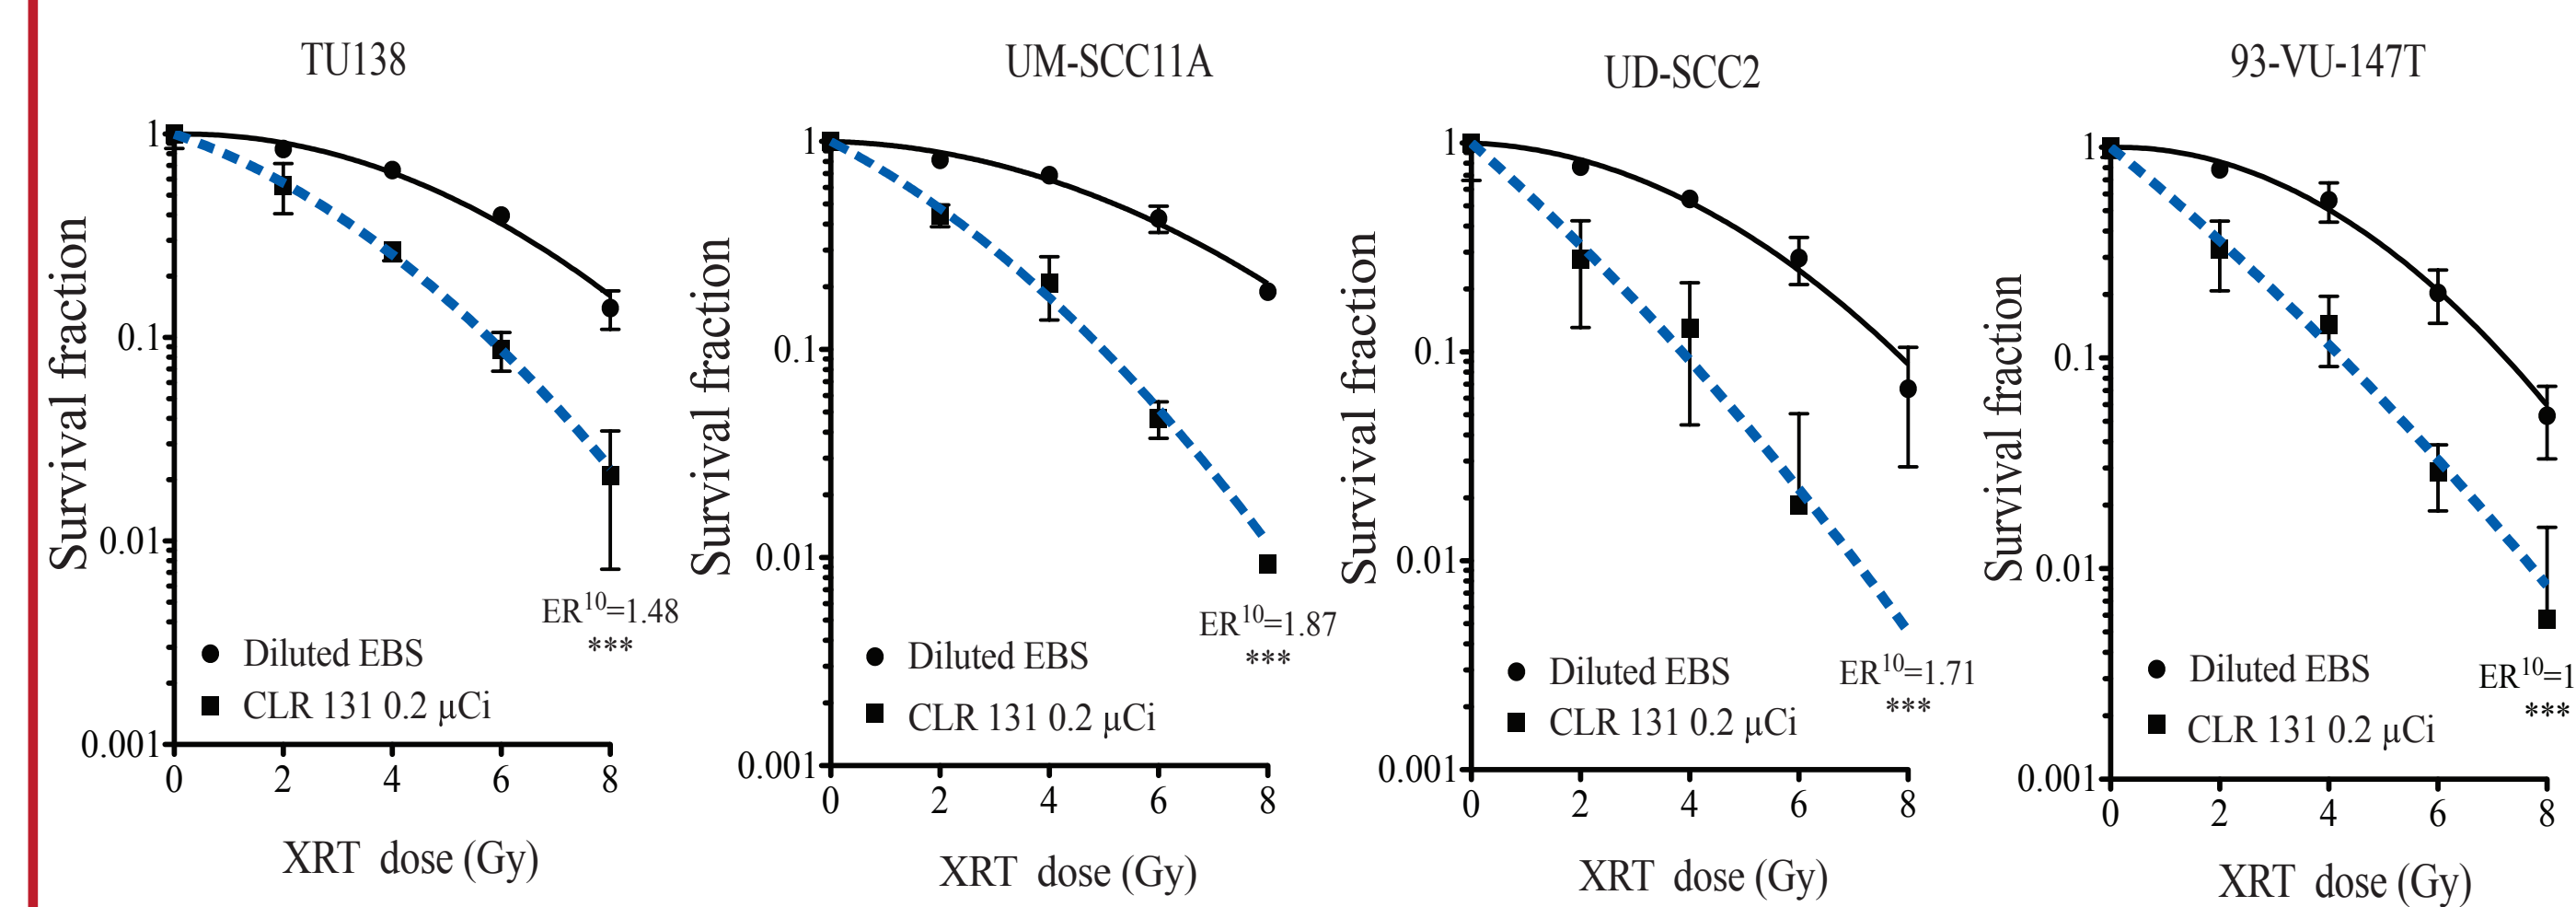 TU138
Survival fraction
1
0.1
0.01
0.001
0 2 4 6 8
XRT dose (Gy)
Diluted EBS
CLR 131 0.2 µCi
ER¹⁰=1.48
***
UM-SCC11A
Survival fraction
1
0.1
0.01
0.001
0 2 4 6 8
XRT dose (Gy)
Diluted EBS
CLR 131 0.2 µCi
ER¹⁰=1.87
***
UD-SCC2
Survival fraction
1
0.1
0.01
0.001
0 2 4 6 8
XRT dose (Gy)
Diluted EBS
CLR 131 0.2 µCi
ER¹⁰=1.71
***
93-VU-147T
Survival fraction
1
0.1
0.01
0.001
0 2 4 6 8
XRT dose (Gy)
Diluted EBS
CLR 131 0.2 µCi
ER¹⁰=1
***